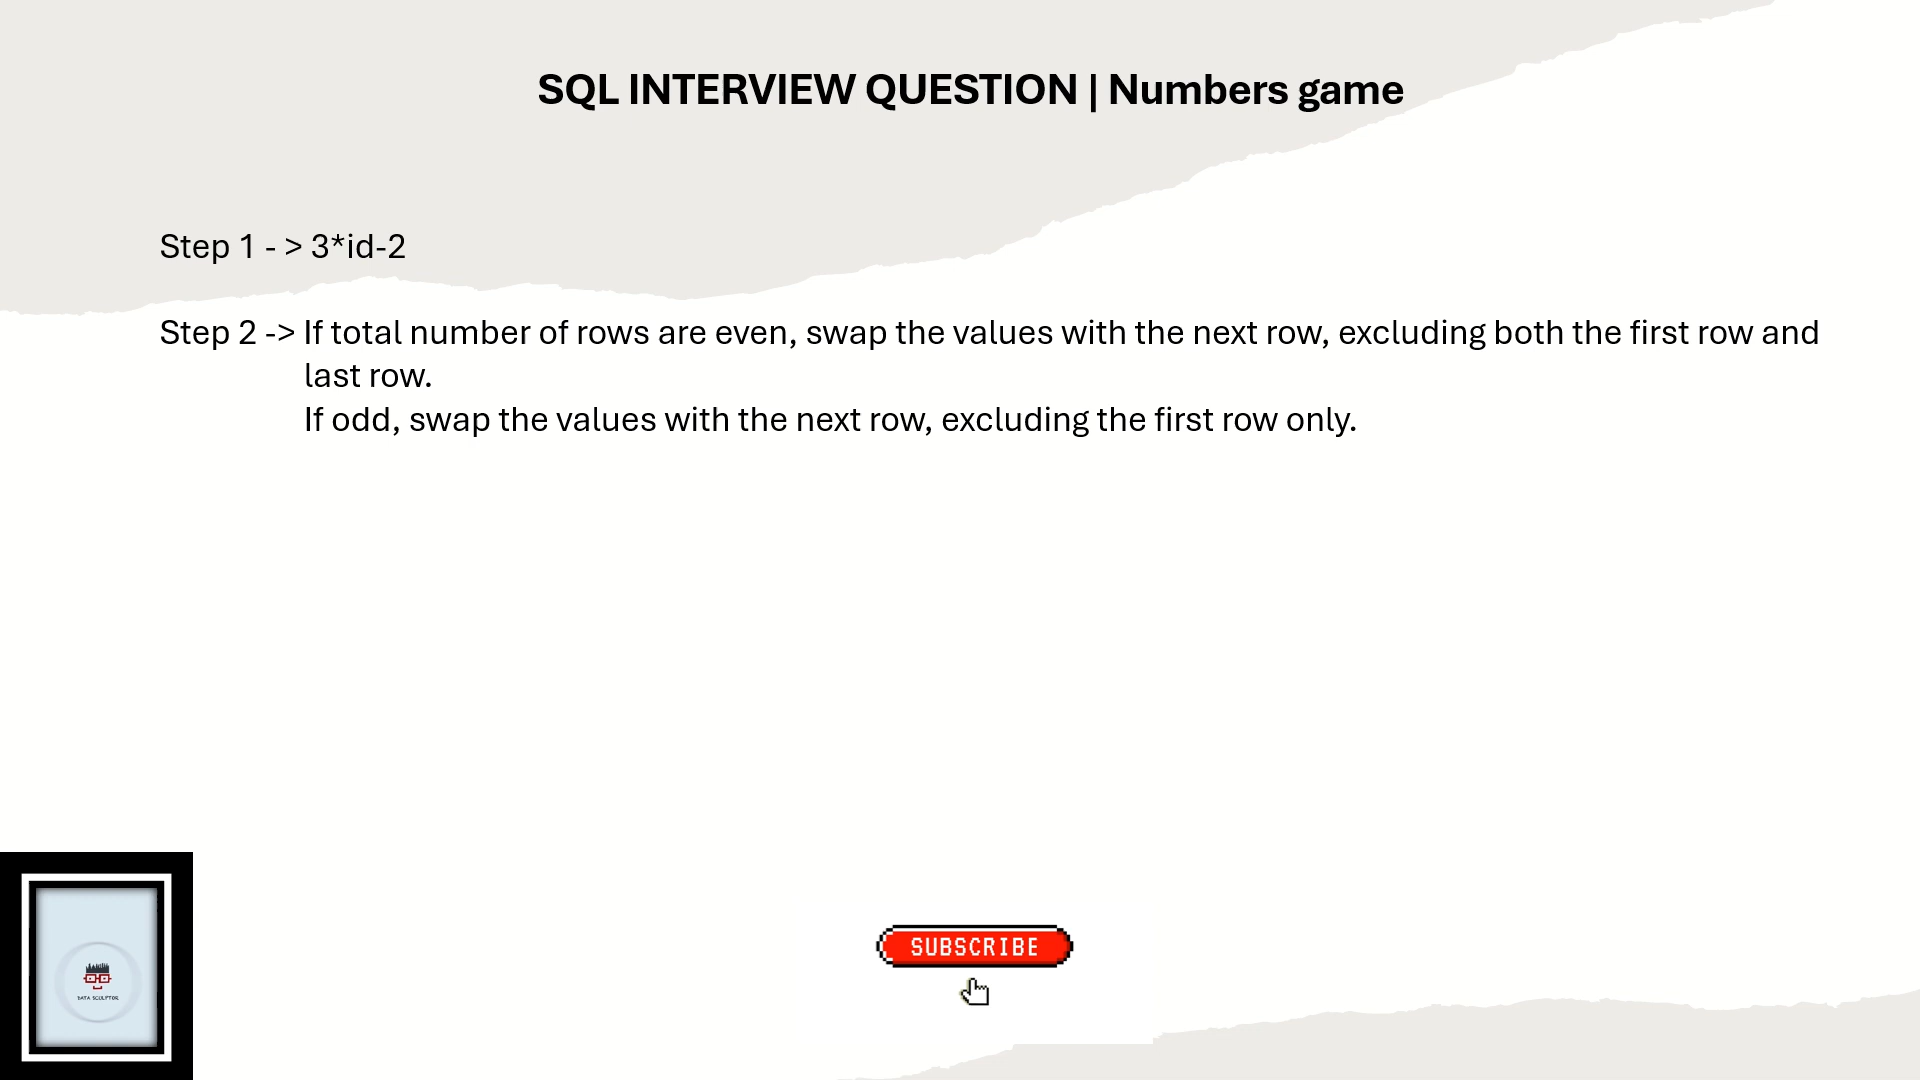 SQL INTERVIEW QUESTION | Numbers game
Step 1 - > 3*id-2
Step 2 -> If total number of rows are even, swap the values with the next row, excluding both the first row and
last row.
If odd, swap the values with the next row, excluding the first row only.
SUBSCRIBE
DATA SCULPTOR